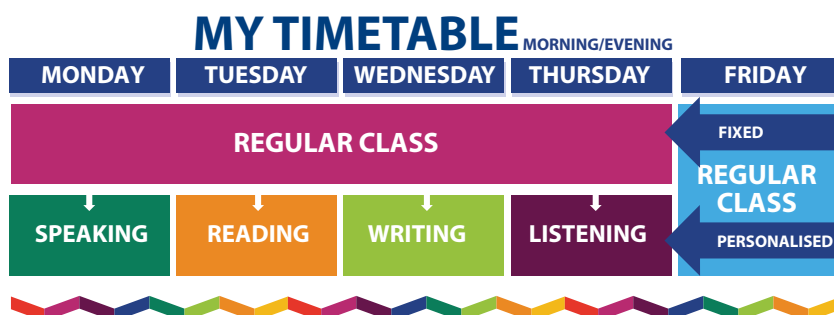 MY TIMETABLE MORNING/EVENING
MONDAY TUESDAY WEDNESDAY THURSDAY FRIDAY
REGULAR CLASS
FIXED
REGULAR
CLASS
SPEAKING READING WRITING LISTENING
PERSONALISED